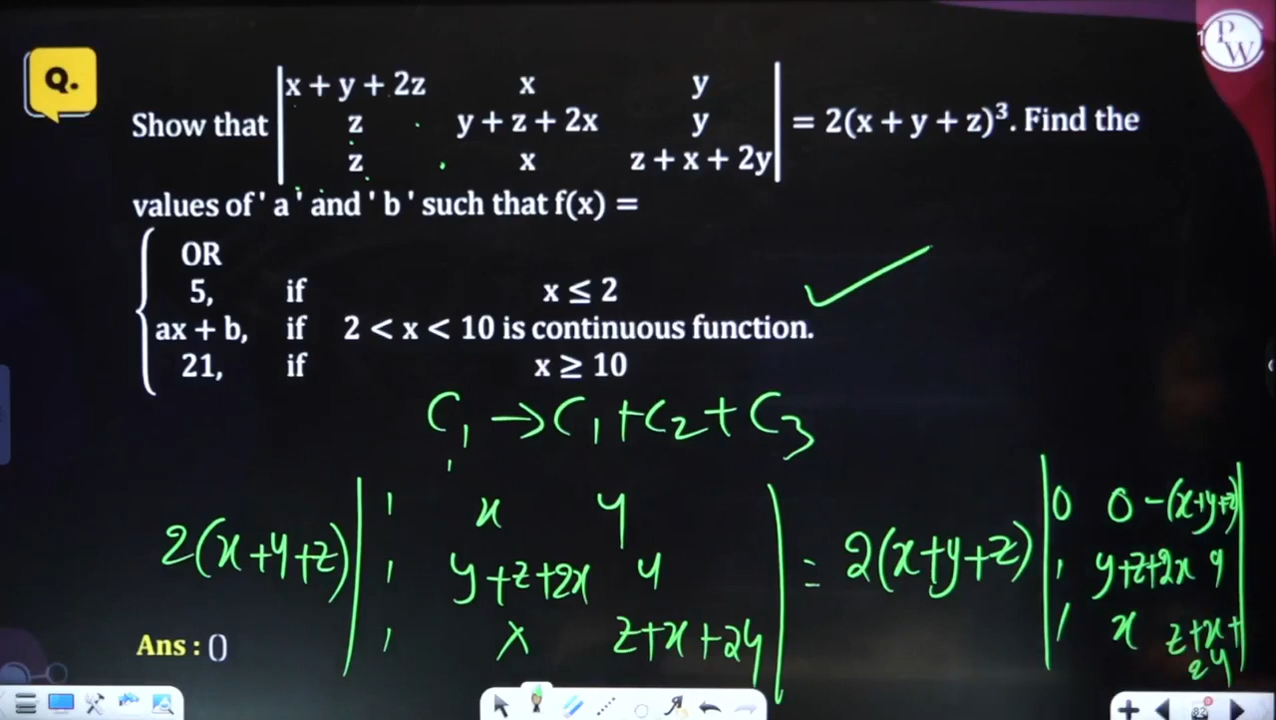 Q.
PW
Show that | x + y + 2z x y |
| z y + z + 2x y | = 2(x + y + z)³. Find the
| z x z + x + 2y |
values of ' a ' and ' b ' such that f(x) =
OR
5, if x ≤ 2
ax + b, if 2 < x < 10 is continuous function.
21, if x ≥ 10
C₁ → C₁ + C₂ + C₃
2(x+y+z) | 1 x y | = 2(x+y+z) | 0 0 -(x+y+z) |
| 1 y+z+2x y | | 1 y+z+2x y |
| 1 x z+x+2y | | 1 x z+x+2y |
Ans : ()
82